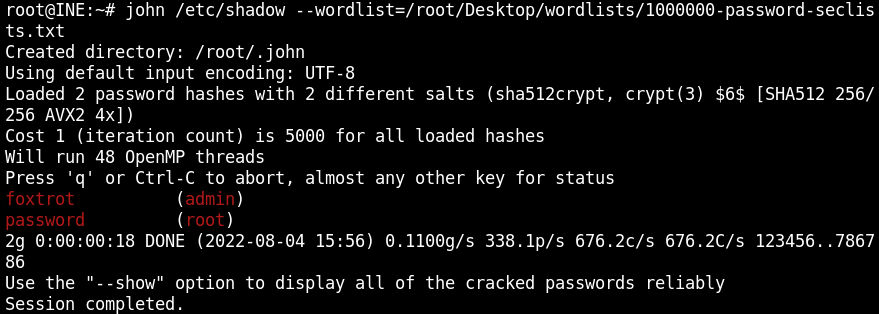 root@INE:~# john /etc/shadow --wordlist=/root/Desktop/wordlists/1000000-password-seclis
ts.txt
Created directory: /root/.john
Using default input encoding: UTF-8
Loaded 2 password hashes with 2 different salts (sha512crypt, crypt(3) $6$ [SHA512 256/
256 AVX2 4x])
Cost 1 (iteration count) is 5000 for all loaded hashes
Will run 48 OpenMP threads
Press 'q' or Ctrl-C to abort, almost any other key for status
foxtrot          (admin)
password         (root)
2g 0:00:00:18 DONE (2022-08-04 15:56) 0.1100g/s 338.1p/s 676.2c/s 676.2C/s 123456..7867
86
Use the "--show" option to display all of the cracked passwords reliably
Session completed.